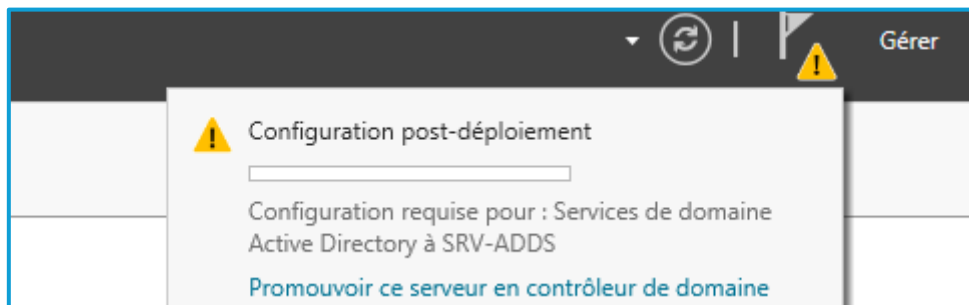 Gérer
Configuration post-déploiement
Configuration requise pour : Services de domaine
Active Directory à SRV-ADDS
Promouvoir ce serveur en contrôleur de domaine